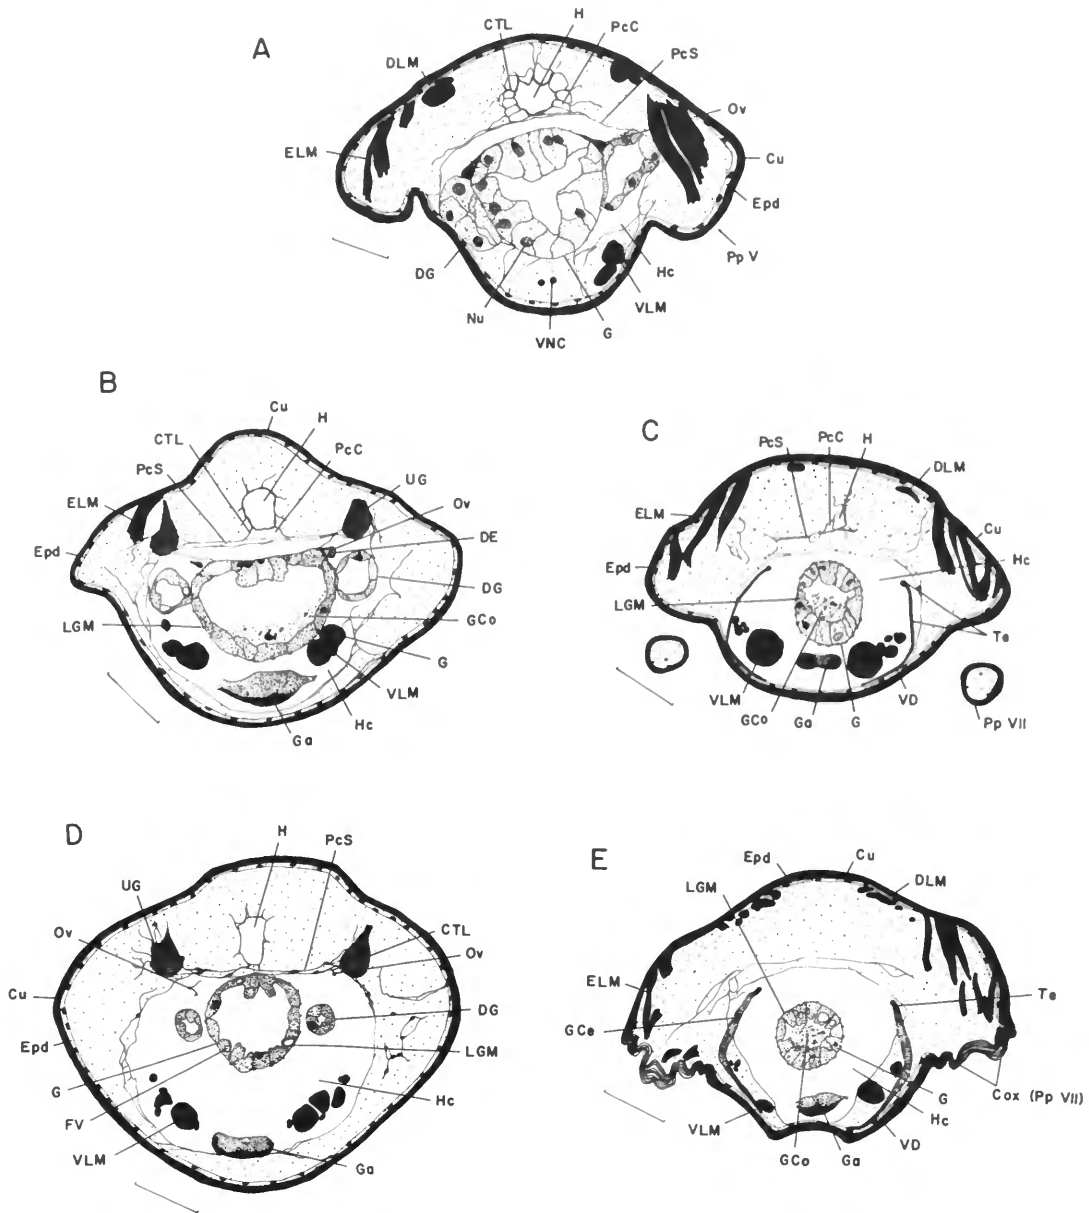 A
CTL
H
PcC
PcS
DLM
Ov
ELM
Cu
Epd
Pp V
DG
Hc
Nu
VLM
G
VNC
B
Cu
H
CTL
PcC
PcS
UG
ELM
Ov
Epd
DE
DG
LGM
GCo
G
VLM
Hc
Ga
C
PcS
PcC
H
DLM
ELM
Cu
Epd
Hc
LGM
Te
VLM
VD
GCo
Ga
G
Pp VII
D
H
PcS
UG
CTL
Ov
Ov
Cu
DG
Epd
LGM
G
Hc
FV
VLM
Ga
E
Epd
Cu
LGM
DLM
ELM
Te
GCe
G
Cox (Pp VII)
Hc
VLM
VD
GCo
Ga